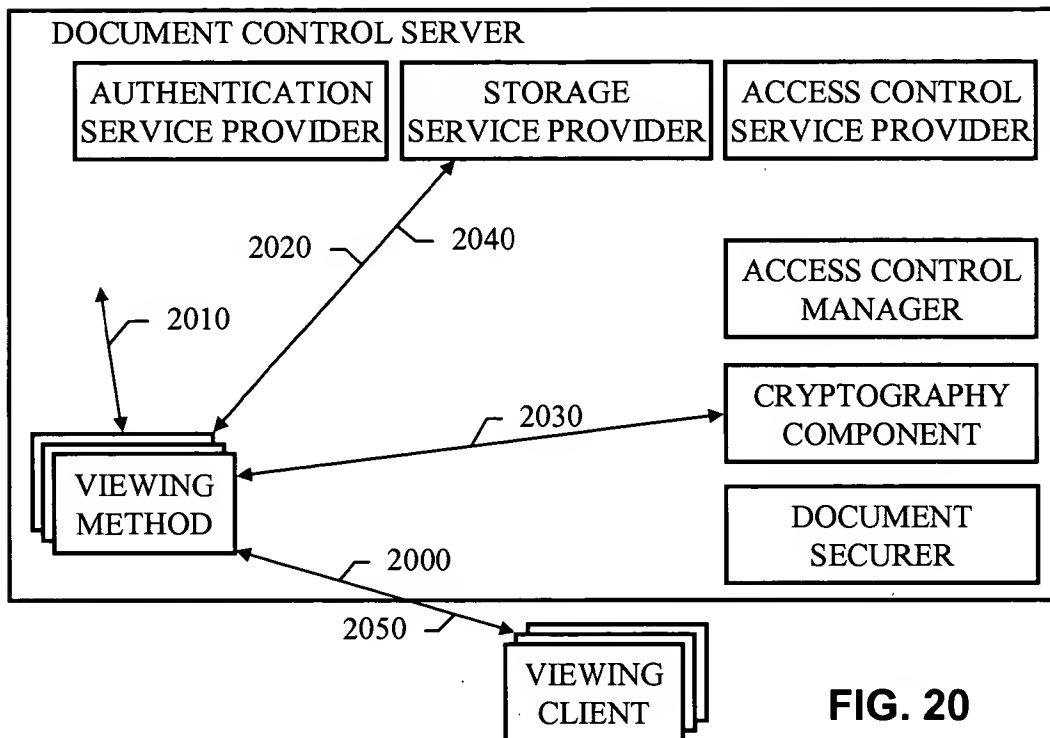 DOCUMENT CONTROL SERVER
AUTHENTICATION
SERVICE PROVIDER
STORAGE
SERVICE PROVIDER
ACCESS CONTROL
SERVICE PROVIDER
2020
2040
ACCESS CONTROL
MANAGER
2010
CRYPTOGRAPHY
COMPONENT
2030
VIEWING
METHOD
DOCUMENT
SECURER
2000
2050
VIEWING
CLIENT
FIG. 20